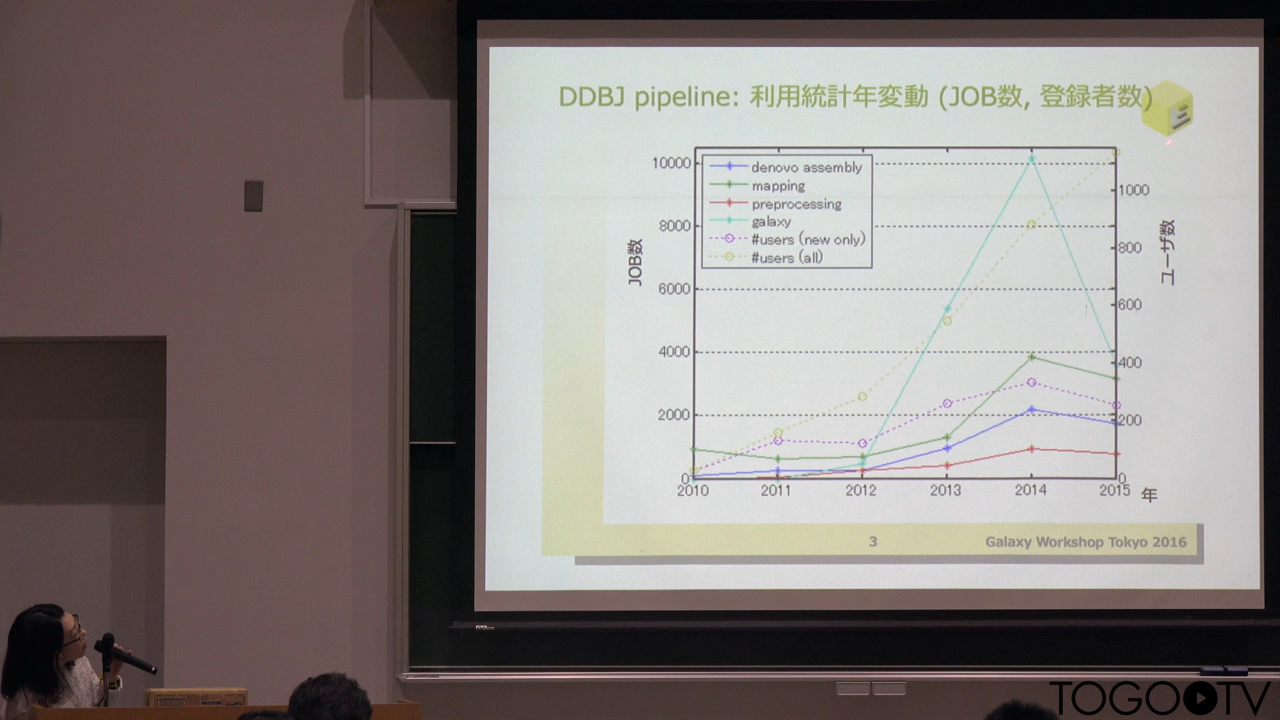 DDBJ pipeline: 利用統計年変動 (JOB数, 登録者数)
10000
8000
6000
4000
2000
0
JOB数
denovo assembly
mapping
preprocessing
galaxy
#users (new only)
#users (all)
1000
800
600
400
200
0
ユーザ数
2010 2011 2012 2013 2014 2015 年
3 Galaxy Workshop Tokyo 2016
TOGOTV